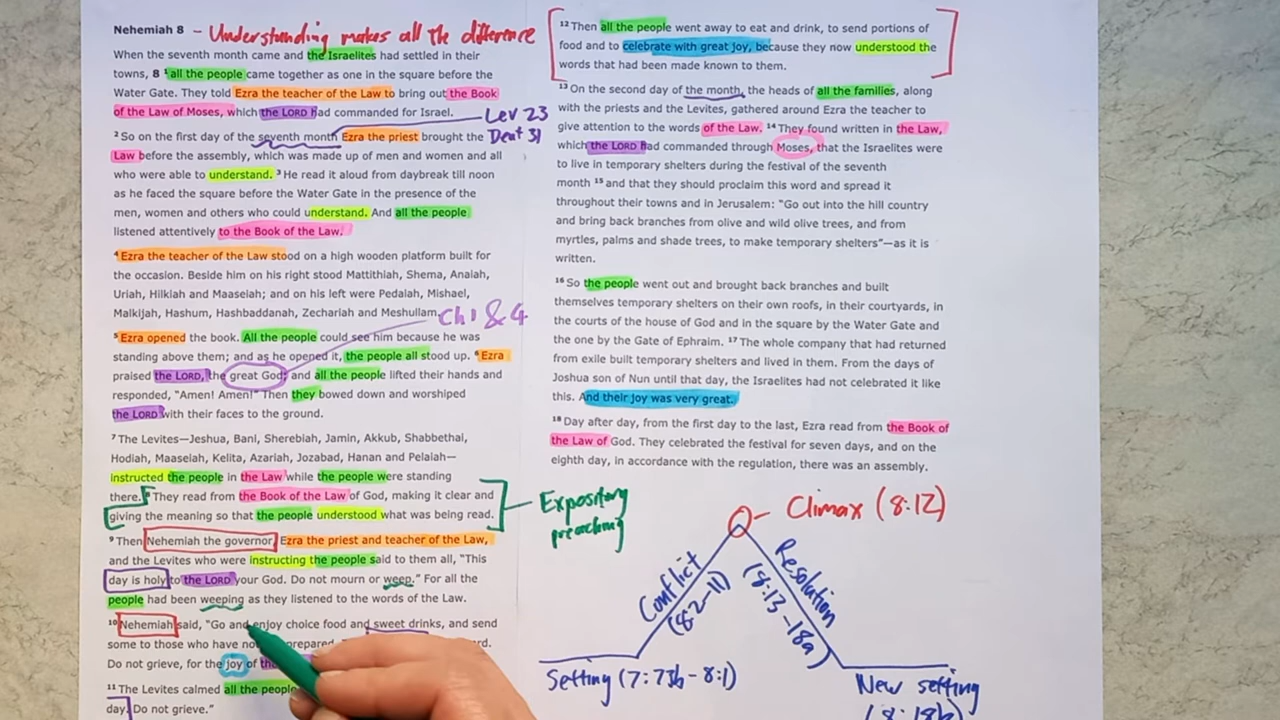 Nehemiah 8 - Understanding makes all the difference
When the seventh month came and the Israelites had settled in their
towns, 8 1 all the people came together as one in the square before the
Water Gate. They told Ezra the teacher of the Law to bring out the Book
of the Law of Moses, which the LORD had commanded for Israel.
Lev 23
2 So on the first day of the seventh month Ezra the priest brought the
Deut 31
Law before the assembly, which was made up of men and women and all
who were able to understand. 3 He read it aloud from daybreak till noon
as he faced the square before the Water Gate in the presence of the
men, women and others who could understand. And all the people
listened attentively to the Book of the Law.
4 Ezra the teacher of the Law stood on a high wooden platform built for
the occasion. Beside him on his right stood Mattithiah, Shema, Anaiah,
Uriah, Hilkiah and Maaseiah; and on his left were Pedaiah, Mishael,
Malkijah, Hashum, Hashbaddanah, Zechariah and Meshullam.
Ch 1 & 4
5 Ezra opened the book. All the people could see him because he was
standing above them; and as he opened it, the people all stood up. 6 Ezra
praised the LORD, the great God; and all the people lifted their hands and
responded, "Amen! Amen!" Then they bowed down and worshiped
the LORD with their faces to the ground.
7 The Levites—Jeshua, Bani, Sherebiah, Jamin, Akkub, Shabbethai,
Hodiah, Maaseiah, Kelita, Azariah, Jozabad, Hanan and Pelaiah—
instructed the people in the Law while the people were standing
there. 8 They read from the Book of the Law of God, making it clear and
giving the meaning so that the people understood what was being read.
Expository
preaching
9 Then Nehemiah the governor, Ezra the priest and teacher of the Law,
and the Levites who were instructing the people said to them all, "This
day is holy to the LORD your God. Do not mourn or weep." For all the
people had been weeping as they listened to the words of the Law.
10 Nehemiah said, "Go and enjoy choice food and sweet drinks, and send
some to those who have prepared.
Do not grieve, for the joy of the
11 The Levites calmed all the people
day. Do not grieve."
12 Then all the people went away to eat and drink, to send portions of
food and to celebrate with great joy, because they now understood the
words that had been made known to them.
13 On the second day of the month, the heads of all the families, along
with the priests and the Levites, gathered around Ezra the teacher to
give attention to the words of the Law. 14 They found written in the Law,
which the LORD had commanded through Moses, that the Israelites were
to live in temporary shelters during the festival of the seventh
month 15 and that they should proclaim this word and spread it
throughout their towns and in Jerusalem: "Go out into the hill country
and bring back branches from olive and wild olive trees, and from
myrtles, palms and shade trees, to make temporary shelters"—as it is
written.
16 So the people went out and brought back branches and built
themselves temporary shelters on their own roofs, in their courtyards, in
the courts of the house of God and in the square by the Water Gate and
the one by the Gate of Ephraim. 17 The whole company that had returned
from exile built temporary shelters and lived in them. From the days of
Joshua son of Nun until that day, the Israelites had not celebrated it like
this. And their joy was very great.
18 Day after day, from the first day to the last, Ezra read from the Book of
the Law of God. They celebrated the festival for seven days, and on the
eighth day, in accordance with the regulation, there was an assembly.
Climax (8:12)
Conflict
(8:2-11)
Resolution
(8:13-18a)
Setting (7:73b-8:1)
New setting
(8:18b)